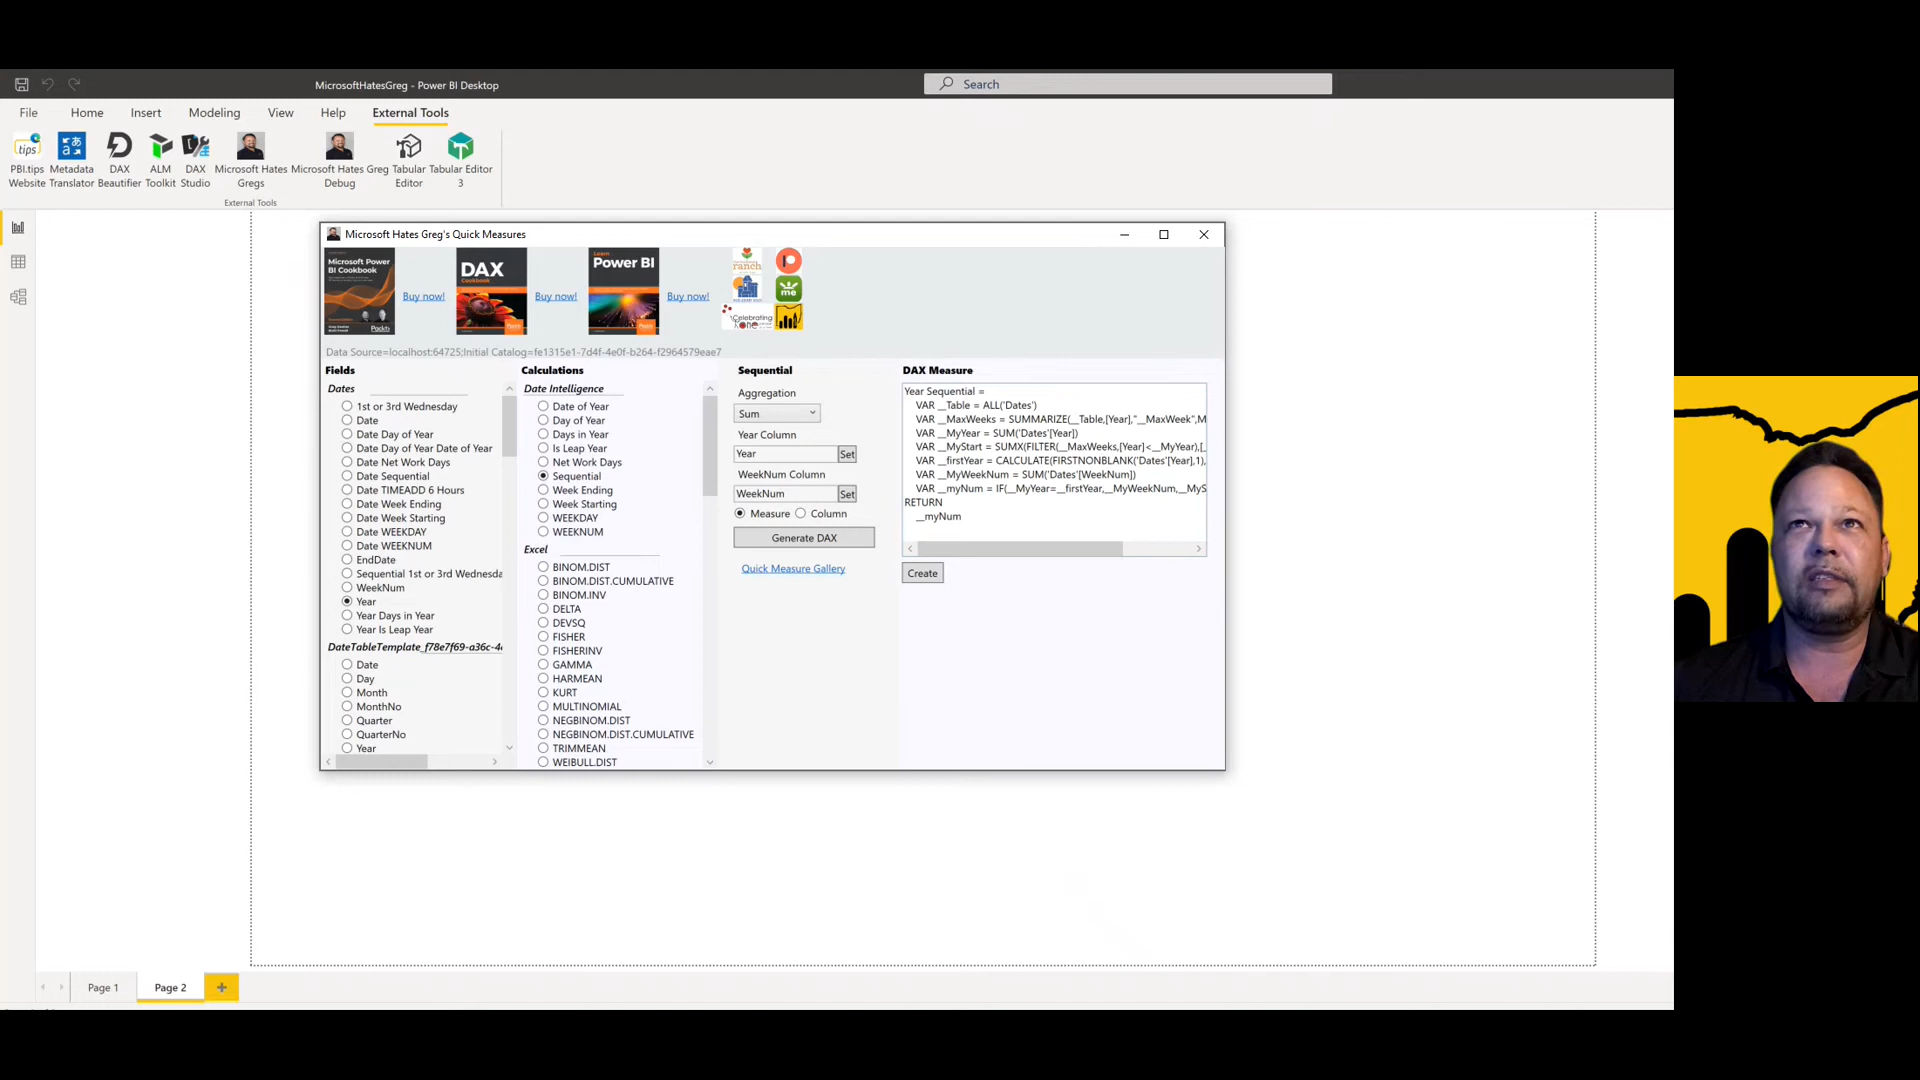 MicrosoftHatesGreg - Power BI Desktop
Search
File Home Insert Modeling View Help External Tools
tips
PBI.tips Website
Metadata Translator
DAX Beautifier
ALM Toolkit
DAX Studio
Microsoft Hates Gregs
Microsoft Hates Greg Debug
Tabular Editor
Tabular Editor 3
External Tools
Microsoft Hates Greg's Quick Measures
Microsoft Power
BI Cookbook
Packt
Buy now!
DAX
Cookbook
Buy now!
Learn
Power BI
Buy now!
ranch
me
Celebrating
one
Data Source=localhost:64725;Initial Catalog=fe1315e1-7d4f-4e0f-b264-f2964579eae7
Fields
Dates
1st or 3rd Wednesday
Date
Date Day of Year
Date Day of Year Date of Year
Date Net Work Days
Date Sequential
Date TIMEADD 6 Hours
Date Week Ending
Date Week Starting
Date WEEKDAY
Date WEEKNUM
EndDate
Sequential 1st or 3rd Wednesda
WeekNum
Year
Year Days in Year
Year Is Leap Year
DateTableTemplate_f78e7f69-a36c-4
Date
Day
Month
MonthNo
Quarter
QuarterNo
Year
Calculations
Date Intelligence
Date of Year
Day of Year
Days in Year
Is Leap Year
Net Work Days
Sequential
Week Ending
Week Starting
WEEKDAY
WEEKNUM
Excel
BINOM.DIST
BINOM.DIST.CUMULATIVE
BINOM.INV
DELTA
DEVSQ
FISHER
FISHERINV
GAMMA
HARMEAN
KURT
MULTINOMIAL
NEGBINOM.DIST
NEGBINOM.DIST.CUMULATIVE
TRIMMEAN
WEIBULL.DIST
Sequential
Aggregation
Sum
Year Column
Year Set
WeekNum Column
WeekNum Set
Measure Column
Generate DAX
Quick Measure Gallery
DAX Measure
Year Sequential =
VAR __Table = ALL('Dates')
VAR __MaxWeeks = SUMMARIZE(__Table,[Year],"__MaxWeek",M
VAR __MyYear = SUM('Dates'[Year])
VAR __MyStart = SUMX(FILTER(__MaxWeeks,[Year]<__MyYear),[_
VAR __firstYear = CALCULATE(FIRSTNONBLANK('Dates'[Year],1),
VAR __MyWeekNum = SUM('Dates'[WeekNum])
VAR __myNum = IF(__MyYear=__firstYear,__MyWeekNum,__MyS
RETURN
__myNum
Create
Page 1 Page 2 +